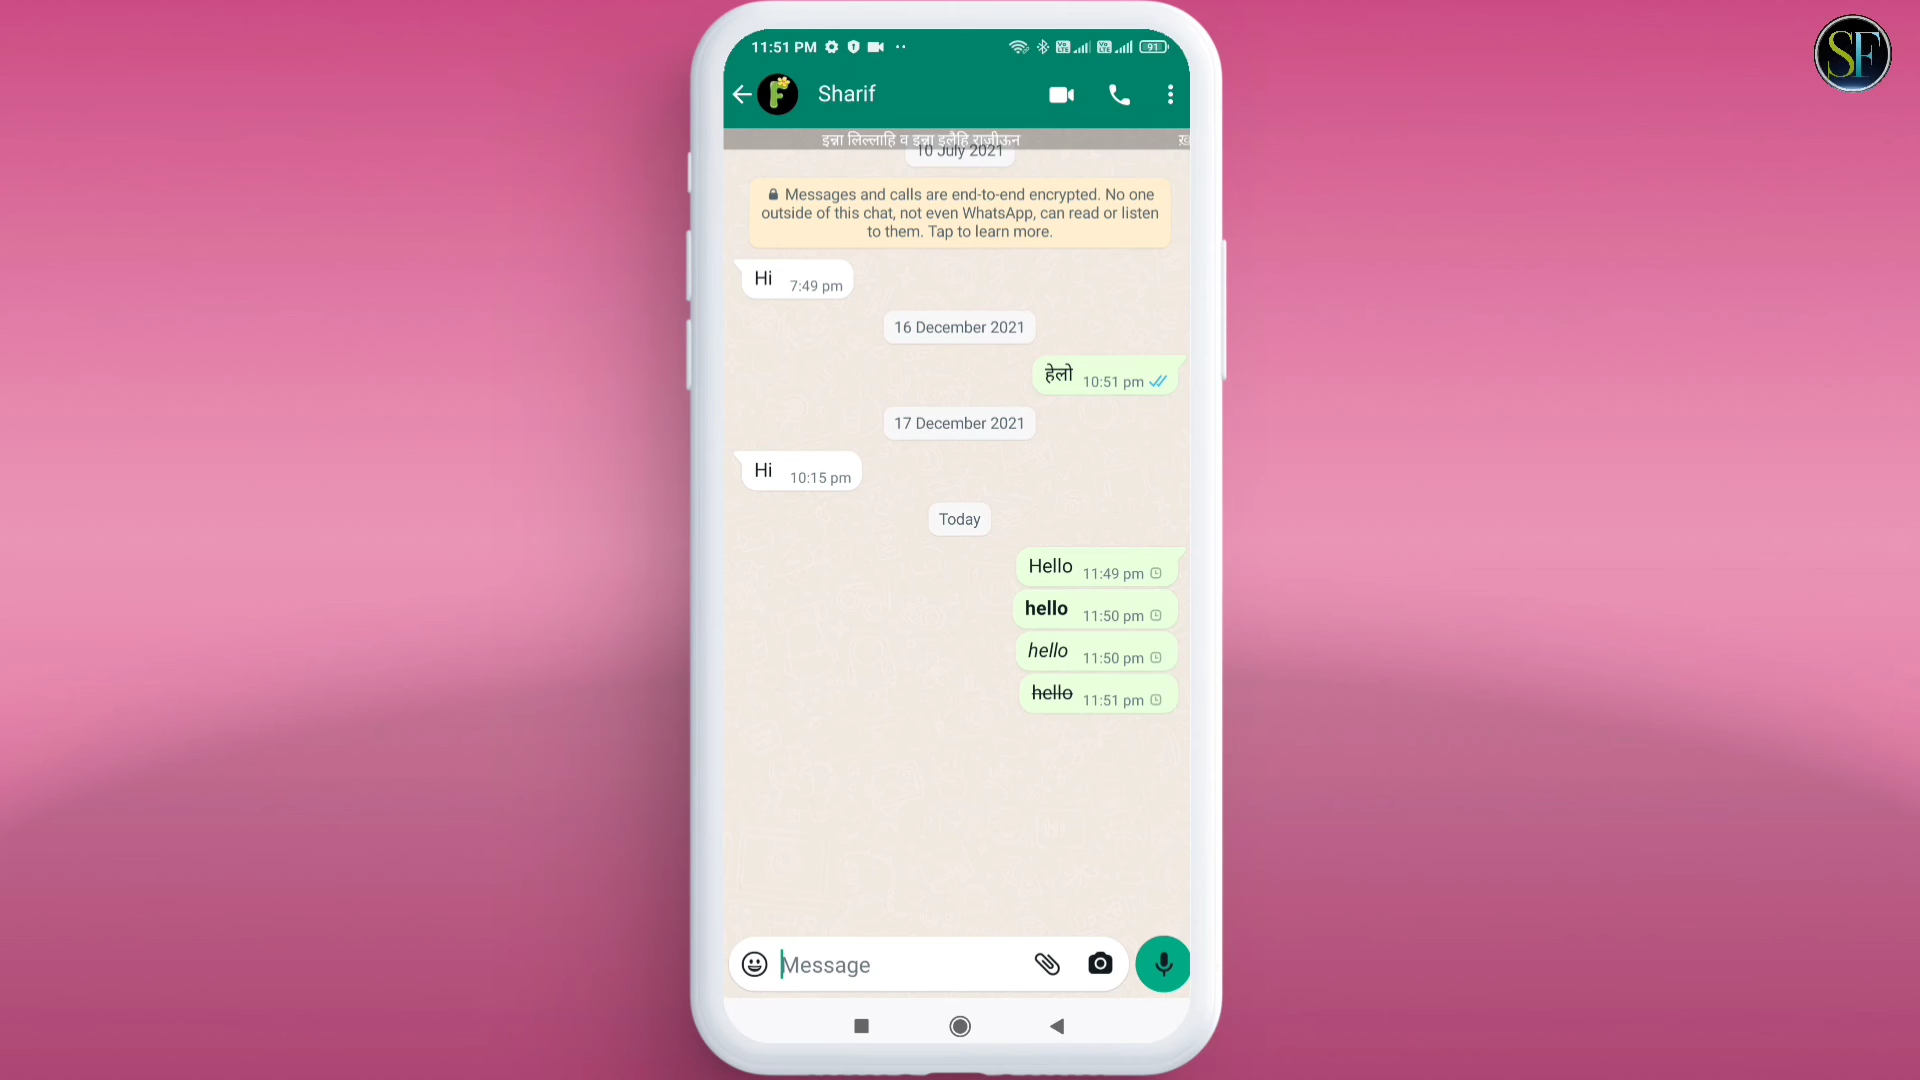 SF
11:51 PM
91
Sharif
इन्ना लिल्लाहि व इन्ना इलैहि राजीऊन
10 July 2021
Messages and calls are end-to-end encrypted. No one
outside of this chat, not even WhatsApp, can read or listen
to them. Tap to learn more.
Hi 7:49 pm
16 December 2021
हेलो 10:51 pm
17 December 2021
Hi 10:15 pm
Today
Hello 11:49 pm
hello 11:50 pm
hello 11:50 pm
hello 11:51 pm
Message